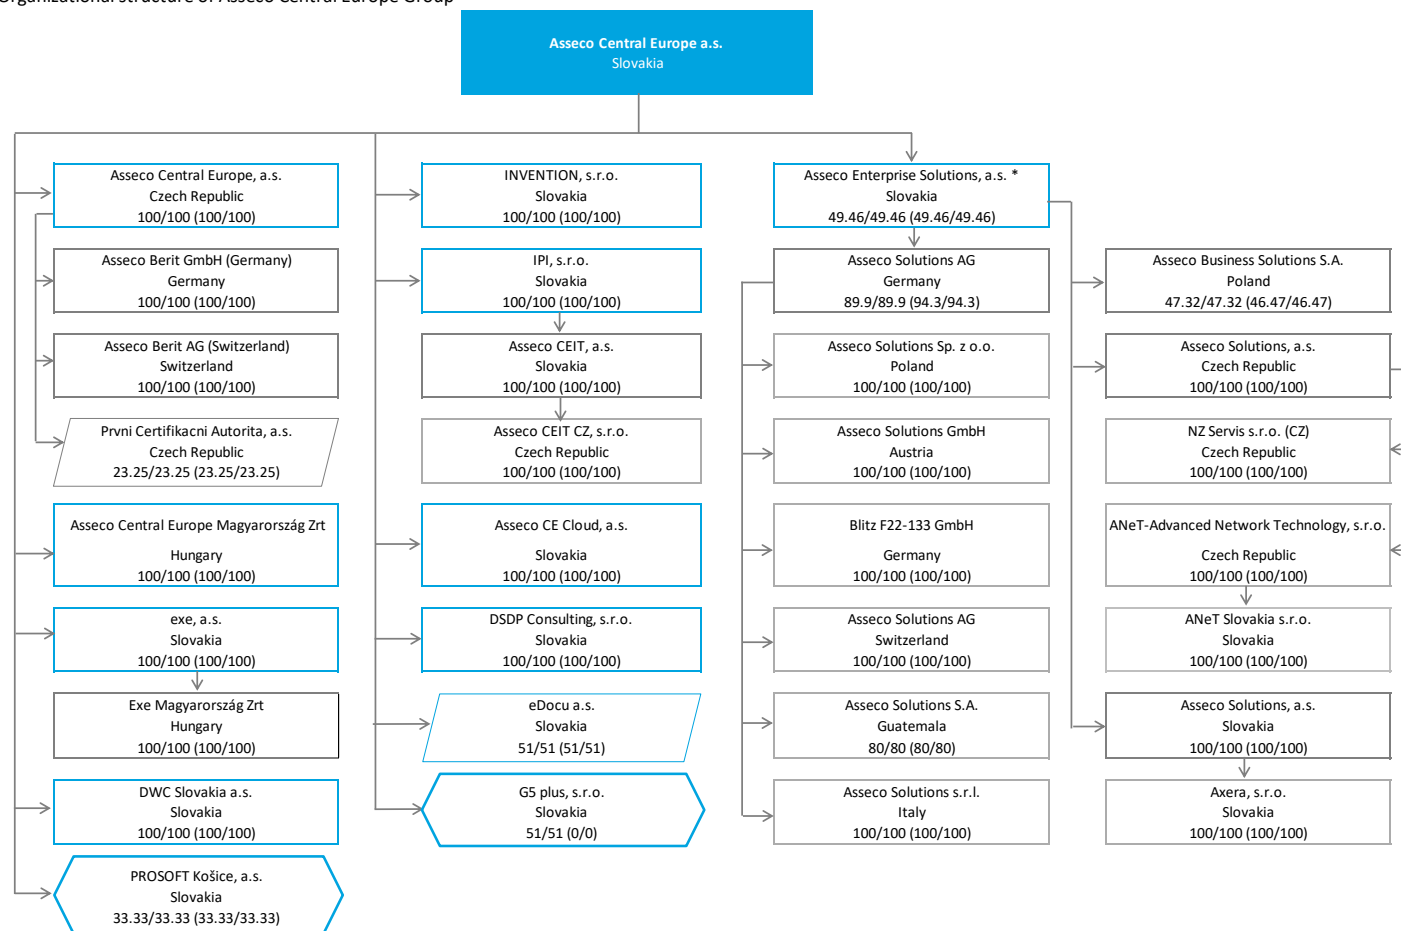 Organizational structure of Asseco Central Europe Group
Asseco Central Europe a.s.
Slovakia
Asseco Central Europe, a.s.
Czech Republic
100/100 (100/100)
Asseco Berit GmbH (Germany)
Germany
100/100 (100/100)
Asseco Berit AG (Switzerland)
Switzerland
100/100 (100/100)
Prvni Certifikacni Autorita, a.s.
Czech Republic
23.25/23.25 (23.25/23.25)
Asseco Central Europe Magyarország Zrt
Hungary
100/100 (100/100)
exe, a.s.
Slovakia
100/100 (100/100)
Exe Magyarország Zrt
Hungary
100/100 (100/100)
DWC Slovakia a.s.
Slovakia
100/100 (100/100)
PROSOFT Košice, a.s.
Slovakia
33.33/33.33 (33.33/33.33)
INVENTION, s.r.o.
Slovakia
100/100 (100/100)
IPI, s.r.o.
Slovakia
100/100 (100/100)
Asseco CEIT, a.s.
Slovakia
100/100 (100/100)
Asseco CEIT CZ, s.r.o.
Czech Republic
100/100 (100/100)
Asseco CE Cloud, a.s.
Slovakia
100/100 (100/100)
DSDP Consulting, s.r.o.
Slovakia
100/100 (100/100)
eDocu a.s.
Slovakia
51/51 (51/51)
G5 plus, s.r.o.
Slovakia
51/51 (0/0)
Asseco Enterprise Solutions, a.s. *
Slovakia
49.46/49.46 (49.46/49.46)
Asseco Solutions AG
Germany
89.9/89.9 (94.3/94.3)
Asseco Solutions Sp. z o.o.
Poland
100/100 (100/100)
Asseco Solutions GmbH
Austria
100/100 (100/100)
Blitz F22-133 GmbH
Germany
100/100 (100/100)
Asseco Solutions AG
Switzerland
100/100 (100/100)
Asseco Solutions S.A.
Guatemala
80/80 (80/80)
Asseco Solutions s.r.l.
Italy
100/100 (100/100)
Asseco Business Solutions S.A.
Poland
47.32/47.32 (46.47/46.47)
Asseco Solutions, a.s.
Czech Republic
100/100 (100/100)
NZ Servis s.r.o. (CZ)
Czech Republic
100/100 (100/100)
ANeT-Advanced Network Technology, s.r.o.
Czech Republic
100/100 (100/100)
ANeT Slovakia s.r.o.
Slovakia
100/100 (100/100)
Asseco Solutions, a.s.
Slovakia
100/100 (100/100)
Axera, s.r.o.
Slovakia
100/100 (100/100)